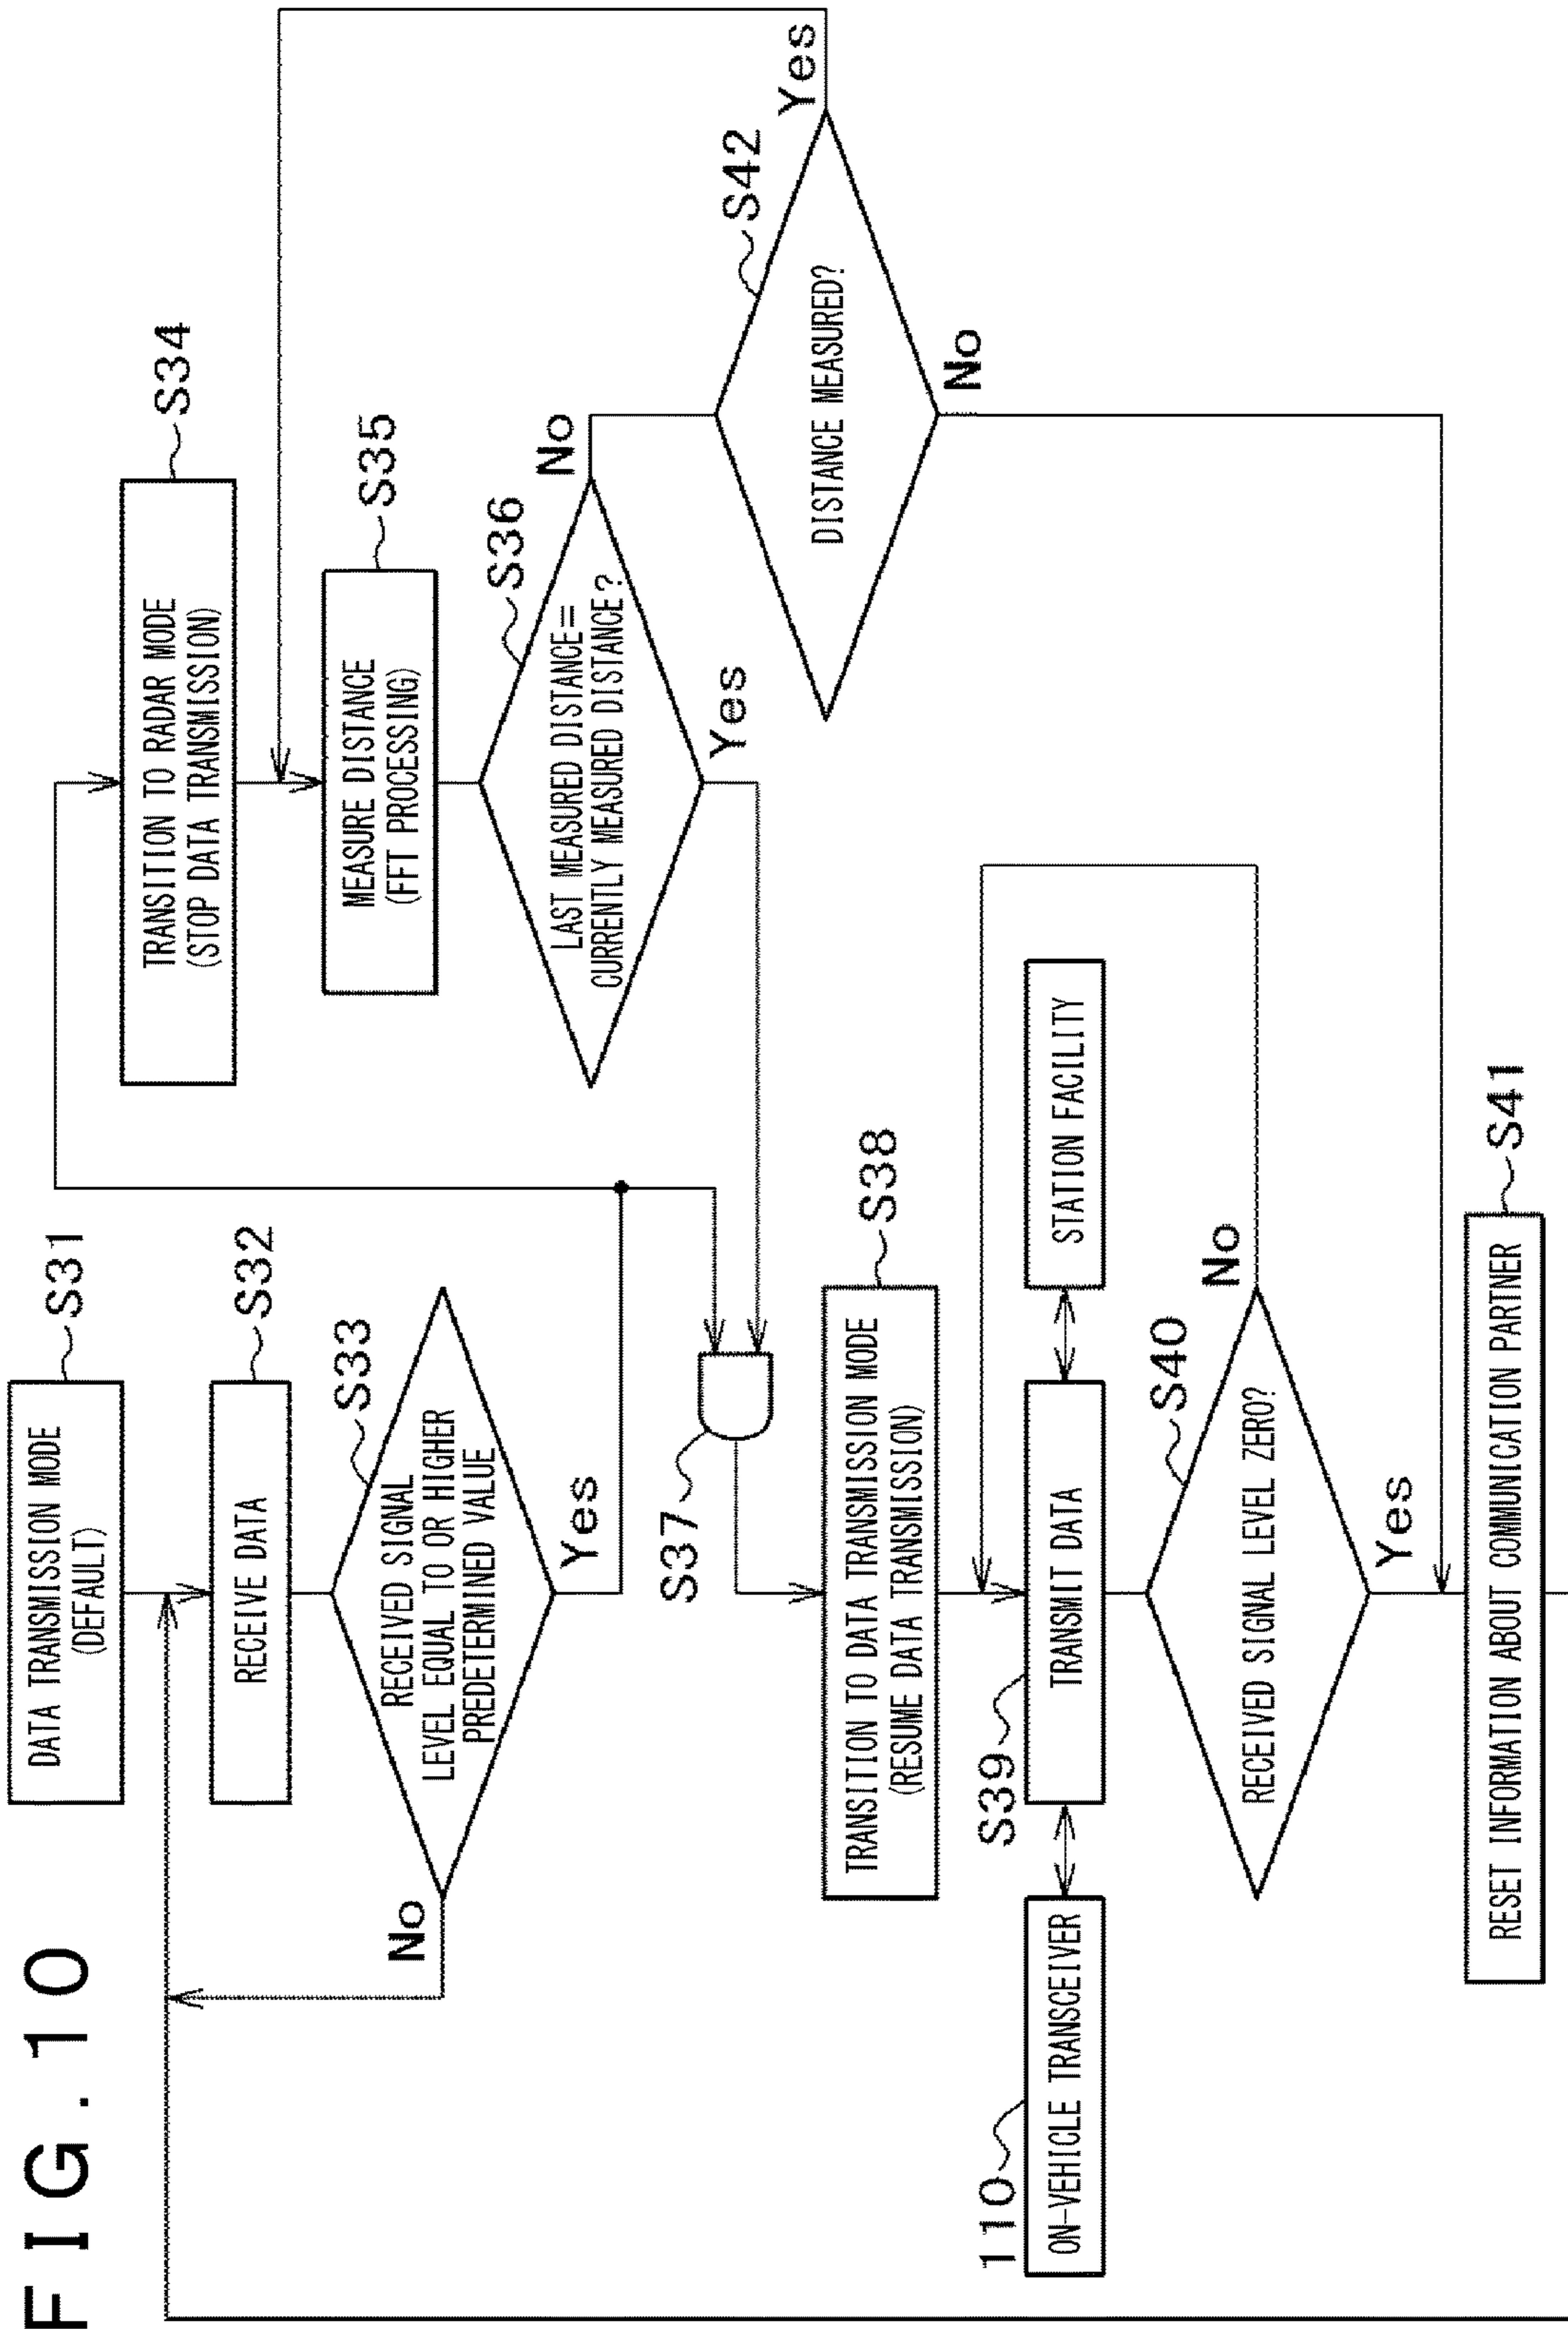 FIG.10
DATA TRANSMISSION MODE
(DEFAULT)
S31
RECEIVE DATA
S32
RECEIVED SIGNAL
LEVEL EQUAL TO OR HIGHER
PREDETERMINED VALUE
S33
No
Yes
TRANSITION TO RADAR MODE
(STOP DATA TRANSMISSION)
S34
MEASURE DISTANCE
(FFT PROCESSING)
S35
LAST MEASURED DISTANCE=
CURRENTLY MEASURED DISTANCE?
S36
No
Yes
DISTANCE MEASURED?
S42
Yes
No
S37
TRANSITION TO DATA TRANSMISSION MODE
(RESUME DATA TRANSMISSION)
S38
110
ON-VEHICLE TRANSCEIVER
S39
TRANSMIT DATA
STATION FACILITY
RECEIVED SIGNAL LEVEL ZERO?
S40
No
Yes
RESET INFORMATION ABOUT COMMUNICATION PARTNER
S41